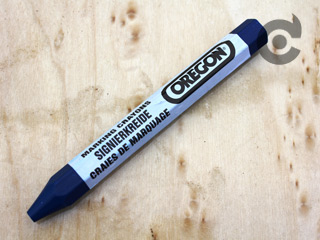 OREGON
MARKING CRAYONS
SIGNIERKREIDE
CRAIES DE MARQUAGE